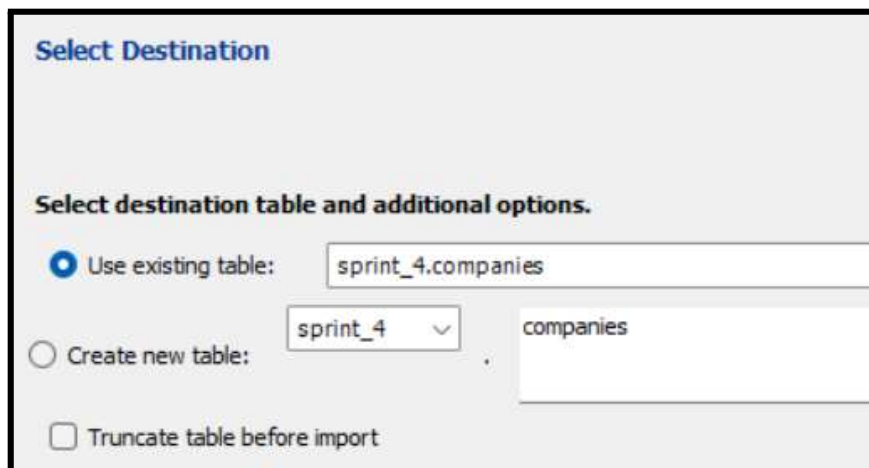 Select Destination
Select destination table and additional options.
Use existing table: sprint_4.companies
Create new table: sprint_4 . companies
Truncate table before import